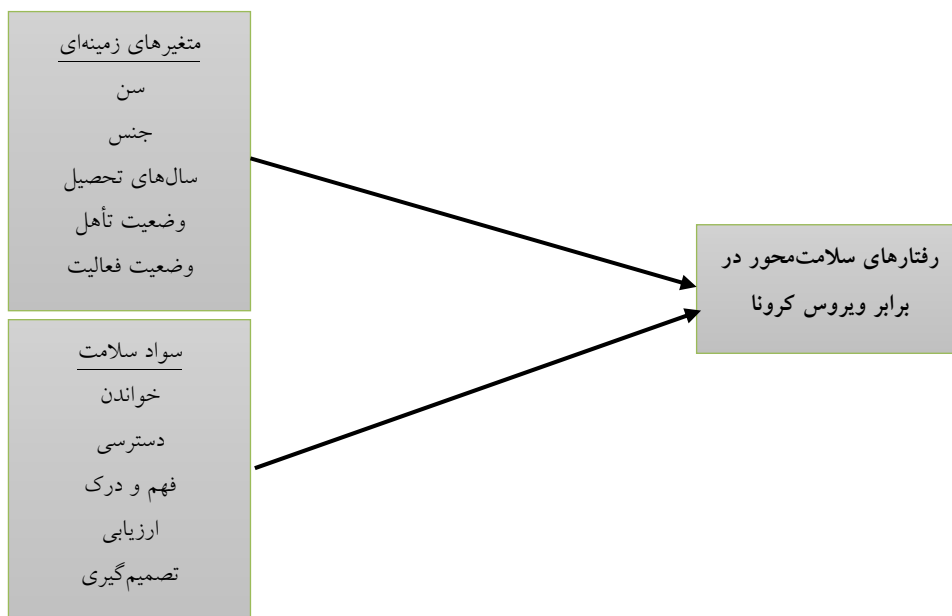 متغیرهای زمینه‌ای
سن
جنس
سال‌های تحصیل
وضعیت تأهل
وضعیت فعالیت
رفتارهای سلامت‌محور در
برابر ویروس کرونا
سواد سلامت
خواندن
دسترسی
فهم و درک
ارزیابی
تصمیم‌گیری